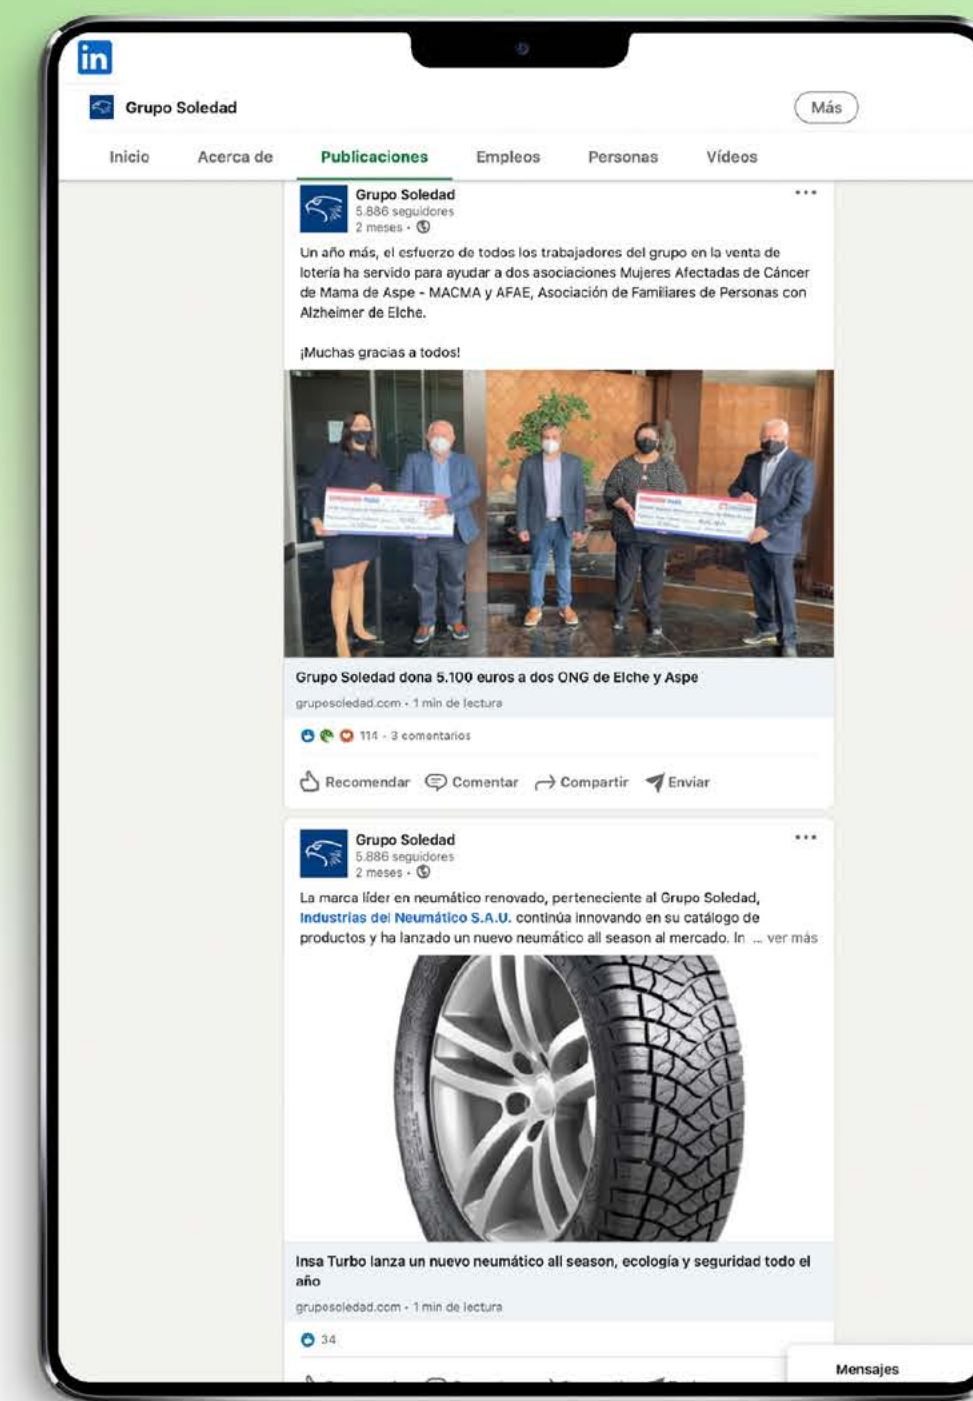 in
Grupo Soledad
Más
Inicio Acerca de Publicaciones Empleos Personas Vídeos
Grupo Soledad
5.886 seguidores
2 meses •
Un año más, el esfuerzo de todos los trabajadores del grupo en la venta de
lotería ha servido para ayudar a dos asociaciones Mujeres Afectadas de Cáncer
de Mama de Aspe - MACMA y AFAE, Asociación de Familiares de Personas con
Alzheimer de Elche.
¡Muchas gracias a todos!
Grupo Soledad dona 5.100 euros a dos ONG de Elche y Aspe
gruposoledad.com • 1 min de lectura
114 · 3 comentarios
Recomendar Comentar Compartir Enviar
Grupo Soledad
5.886 seguidores
2 meses •
La marca líder en neumático renovado, perteneciente al Grupo Soledad,
Industrias del Neumático S.A.U. continúa innovando en su catálogo de
productos y ha lanzado un nuevo neumático all season al mercado. In ... ver más
Insa Turbo lanza un nuevo neumático all season, ecología y seguridad todo el
año
gruposoledad.com • 1 min de lectura
34
Mensajes